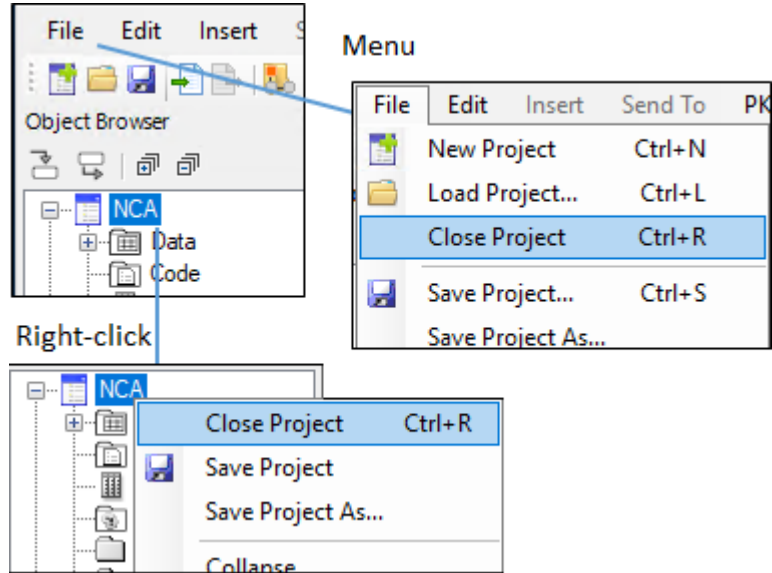 File Edit Insert
Menu
Object Browser
NCA
Data
Code
File Edit Insert Send To PK
New Project Ctrl+N
Load Project... Ctrl+L
Close Project Ctrl+R
Save Project... Ctrl+S
Save Project As...
Right-click
NCA
Close Project Ctrl+R
Save Project
Save Project As...
Collapse